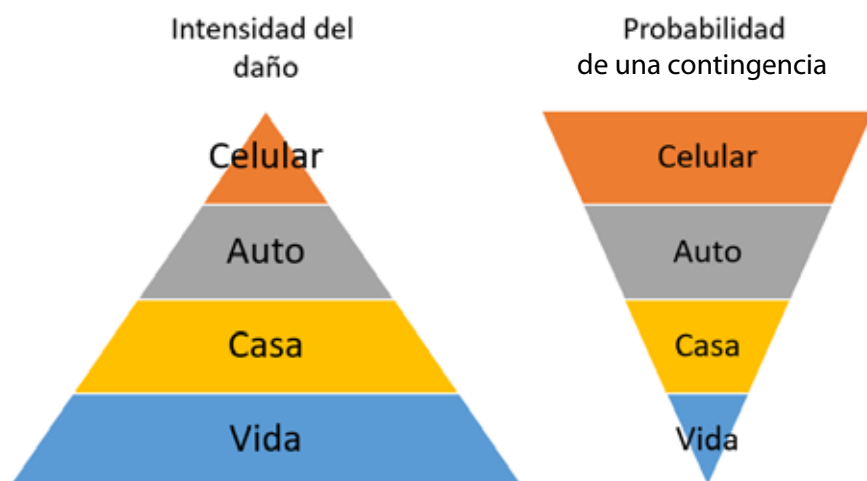 Intensidad del
daño
Celular
Auto
Casa
Vida
Probabilidad
de una contingencia
Celular
Auto
Casa
Vida